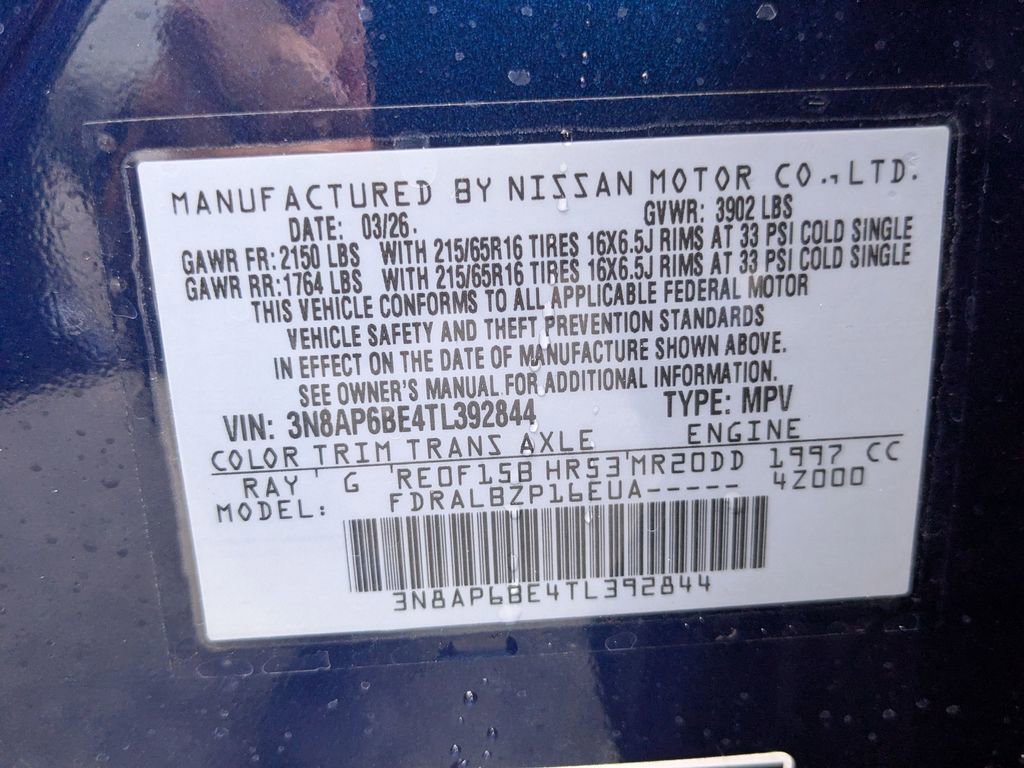 MANUFACTURED BY NISSAN MOTOR CO., LTD.
DATE: 03/26. GVWR: 3902 LBS
GAWR FR: 2150 LBS WITH 215/65R16 TIRES 16X6.5J RIMS AT 33 PSI COLD SINGLE
GAWR RR: 1764 LBS WITH 215/65R16 TIRES 16X6.5J RIMS AT 33 PSI COLD SINGLE
THIS VEHICLE CONFORMS TO ALL APPLICABLE FEDERAL MOTOR
VEHICLE SAFETY AND THEFT PREVENTION STANDARDS
IN EFFECT ON THE DATE OF MANUFACTURE SHOWN ABOVE.
SEE OWNER'S MANUAL FOR ADDITIONAL INFORMATION.
VIN: 3N8AP6BE4TL392844 TYPE: MPV
COLOR TRIM TRANS AXLE ENGINE
RAY G RE0F15B HR53 MR20DD 1997 CC
MODEL: FDRALBZP16EUA----- 4Z000
3N8AP6BE4TL392844